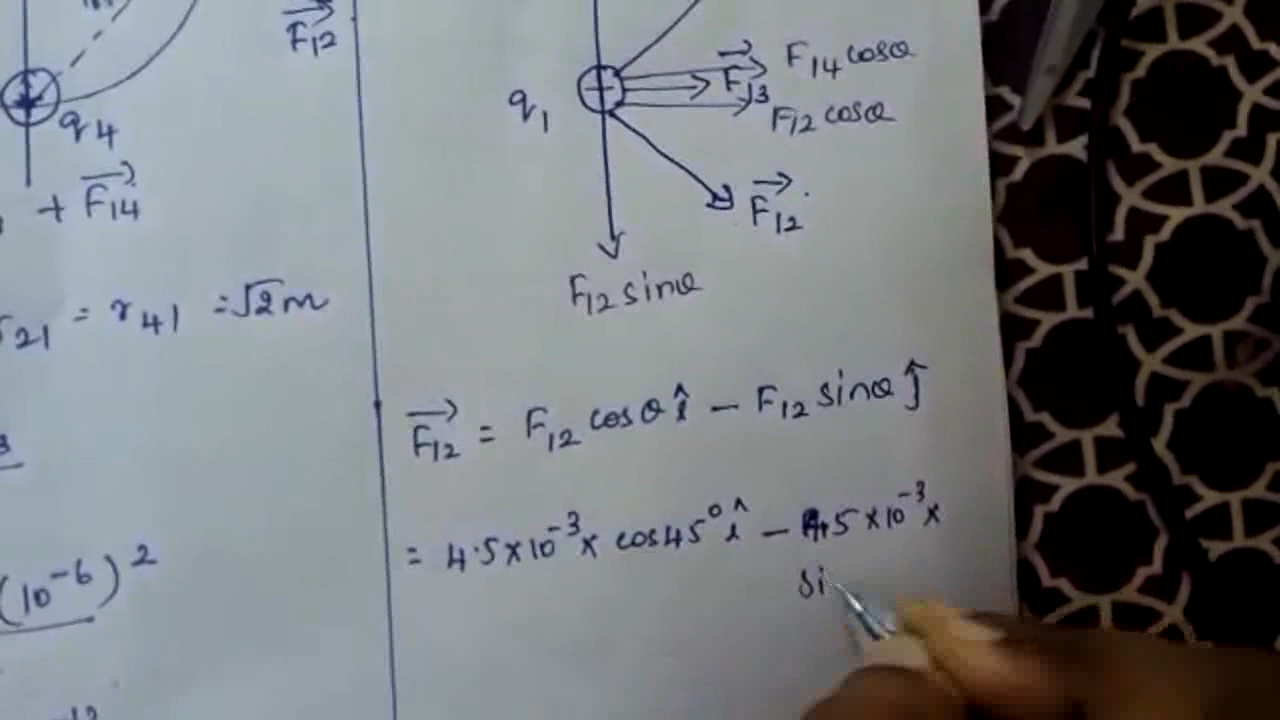 F₁₂
q₄
+ F₁₄
r₂₁ = r₄₁ = √2 m
3
(10⁻⁶)²
F₁₄ cosθ
F₁₃
F₁₂ cosθ
q₁
F₁₂
F₁₂ sinθ
F₁₂ = F₁₂ cosθ î − F₁₂ sinθ ĵ
= 4.5×10⁻³× cos45° î − 4.5×10⁻³×
si